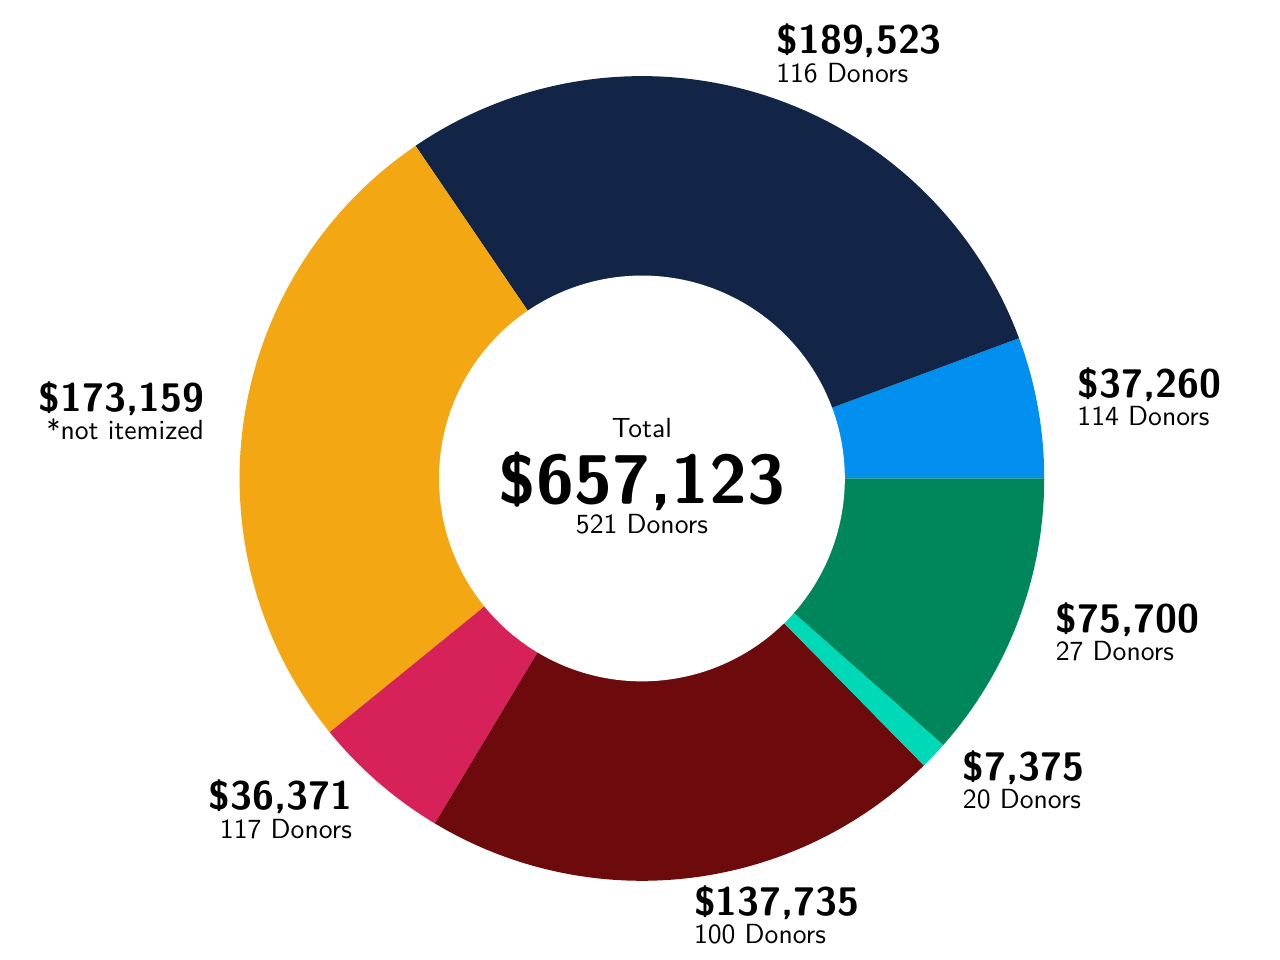 $189,523
116 Donors
$37,260
114 Donors
$173,159
*not itemized
Total
$657,123
521 Donors
$75,700
27 Donors
$7,375
20 Donors
$36,371
117 Donors
$137,735
100 Donors